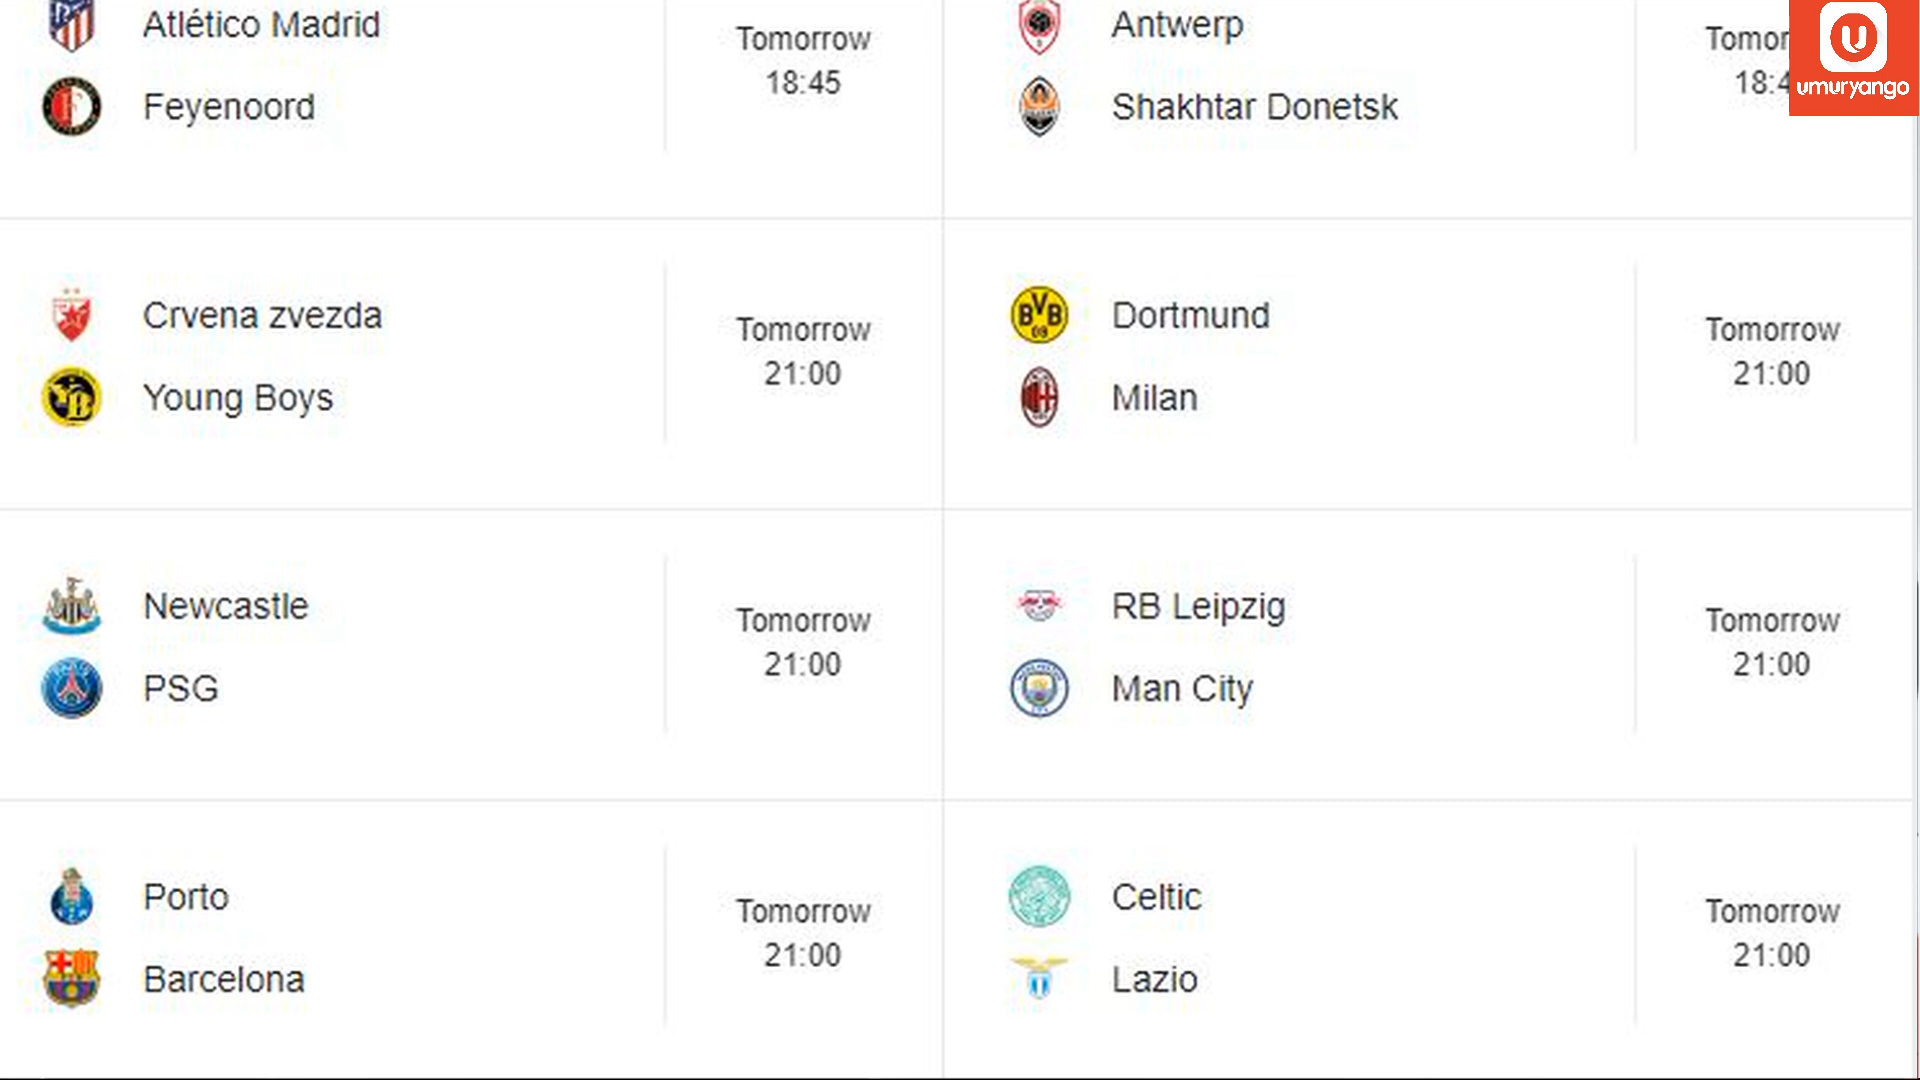 Atlético Madrid
Feyenoord
Tomorrow
18:45
Antwerp
Shakhtar Donetsk
umuryango
Crvena zvezda
Young Boys
Tomorrow
21:00
Dortmund
Milan
Tomorrow
21:00
Newcastle
PSG
Tomorrow
21:00
RB Leipzig
Man City
Tomorrow
21:00
Porto
Barcelona
Tomorrow
21:00
Celtic
Lazio
Tomorrow
21:00